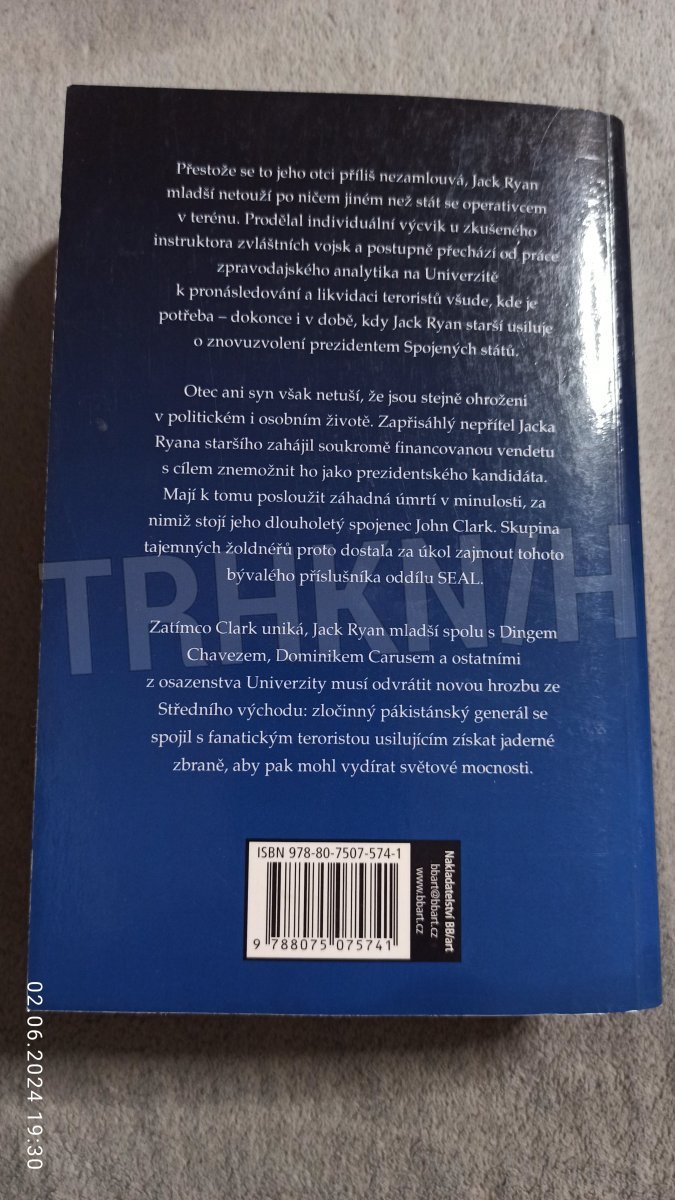 Přestože se to jeho otci příliš nezamlouvá, Jack Ryan
mladší netouží po ničem jiném než stát se operativcem
v terénu. Prodělal individuální výcvik u zkušeného
instruktora zvláštních vojsk a postupně přechází od práce
zpravodajského analytika na Univerzitě
k pronásledování a likvidaci teroristů všude, kde je
potřeba – dokonce i v době, kdy Jack Ryan starší usiluje
o znovuzvolení prezidentem Spojených států.
Otec ani syn však netuší, že jsou stejně ohroženi
v politickém i osobním životě. Zapřisáhlý nepřítel Jacka
Ryana staršího zahájil soukromě financovanou vendetu
s cílem znemožnit ho jako prezidentského kandidáta.
Mají k tomu posloužit záhadná úmrtí v minulosti, za
nimiž stojí jeho dlouholetý spojenec John Clark. Skupina
tajemných žoldnéřů proto dostala za úkol zajmout tohoto
bývalého příslušníka oddílu SEAL.
TRHKNIH
Zatímco Clark uniká, Jack Ryan mladší spolu s Dingem
Chavezem, Dominikem Carusem a ostatními
z osazenstva Univerzity musí odvrátit novou hrozbu ze
Středního východu: zločinný pákistánský generál se
spojil s fanatickým teroristou usilujícím získat jaderné
zbraně, aby pak mohl vydírat světové mocnosti.
ISBN 978-80-7507-574-1
9 788075 075741
Nakladatelství BB/art
bbart@bbart.cz
www.bbart.cz
02.06.2024 19:30